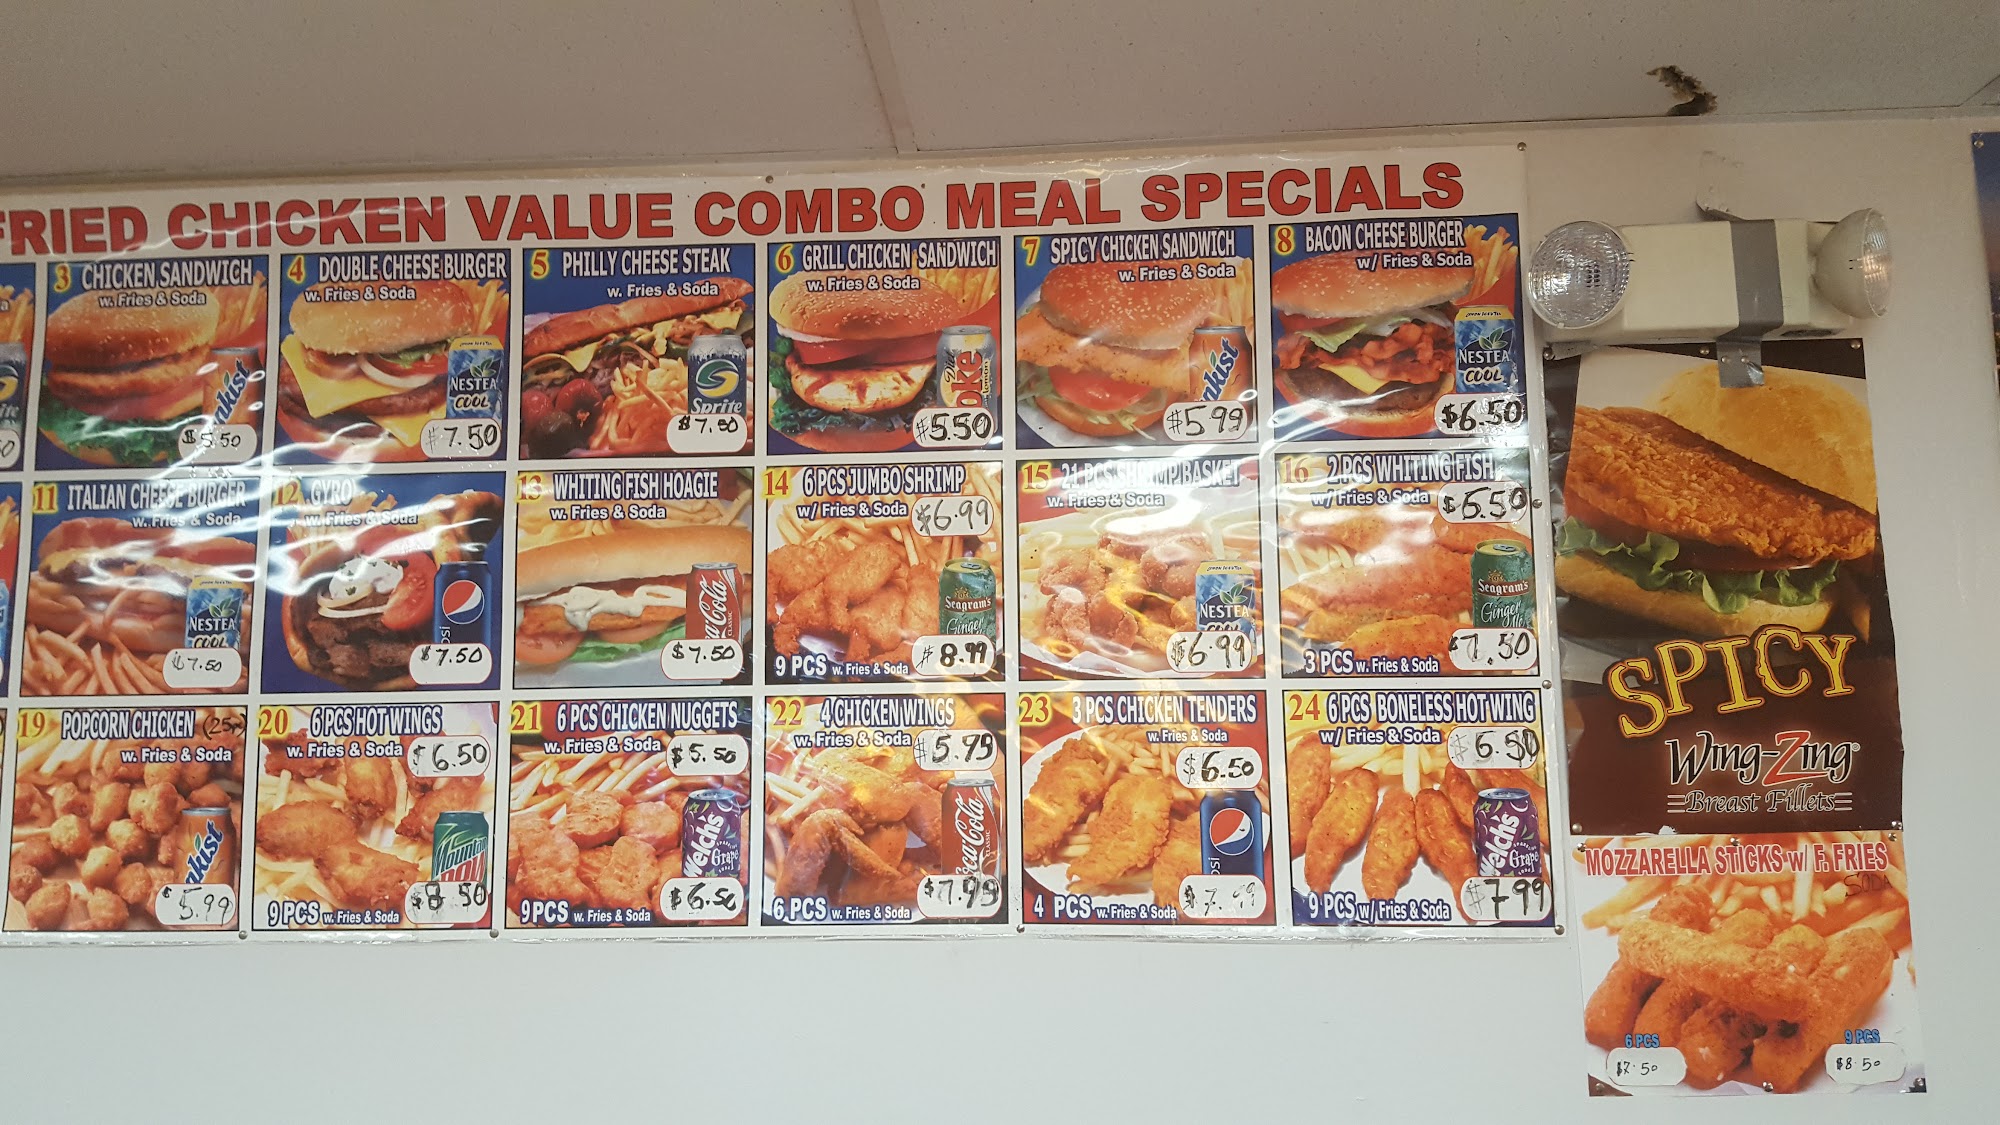 FRIED CHICKEN VALUE COMBO MEAL SPECIALS
3 CHICKEN SANDWICH
w. Fries & Soda
$5.50
4 DOUBLE CHEESE BURGER
w. Fries & Soda
NESTEA
COOL
$7.50
5 PHILLY CHEESE STEAK
w. Fries & Soda
Sprite
$7.50
6 GRILL CHICKEN SANDWICH
w. Fries & Soda
$5.50
7 SPICY CHICKEN SANDWICH
w. Fries & Soda
$5.99
8 BACON CHEESE BURGER
w/ Fries & Soda
NESTEA
COOL
$6.50
11 ITALIAN CHEESE BURGER
w. Fries & Soda
NESTEA
COOL
$7.50
12 GYRO
w. Fries & Soda
$7.50
13 WHITING FISH HOAGIE
w. Fries & Soda
Coca-Cola
CLASSIC
$7.50
14 6 PCS JUMBO SHRIMP
w/ Fries & Soda
$6.99
Seagram's
Ginger
9 PCS w. Fries & Soda $8.99
15 21 PCS SHRIMP BASKET
w. Fries & Soda
NESTEA
COOL
$6.99
16 2 PCS WHITING FISH
w/ Fries & Soda
Seagram's
Ginger
3 PCS w. Fries & Soda $7.50
19 POPCORN CHICKEN
w. Fries & Soda
$5.99
20 6 PCS HOT WINGS
w. Fries & Soda
$6.50
Mountain
9 PCS w. Fries & Soda $8.50
21 6 PCS CHICKEN NUGGETS
w. Fries & Soda
$5.50
Welch's
Grape
9 PCS w. Fries & Soda $6.50
22 4 CHICKEN WINGS
w. Fries & Soda
$5.99
Coca-Cola
CLASSIC
6 PCS w. Fries & Soda $7.99
23 3 PCS CHICKEN TENDERS
w. Fries & Soda
$6.50
4 PCS w. Fries & Soda $7.99
24 6 PCS BONELESS HOT WING
w/ Fries & Soda
Welch's
Grape
9 PCS w/ Fries & Soda $7.99
SPICY
Wing-Zing®
Breast Fillets
MOZZARELLA STICKS w/ F. FRIES
SODA
6 PCS
$7.50
9 PCS
$8.50